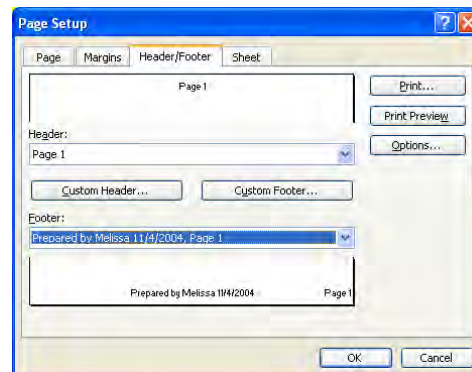 Page Setup
Page Margins Header/Footer Sheet
Page 1
Print...
Print Preview
Options...
Header:
Page 1
Custom Header... Custom Footer...
Footer:
Prepared by Melissa 11/4/2004, Page 1
Prepared by Melissa 11/4/2004 Page 1
OK Cancel